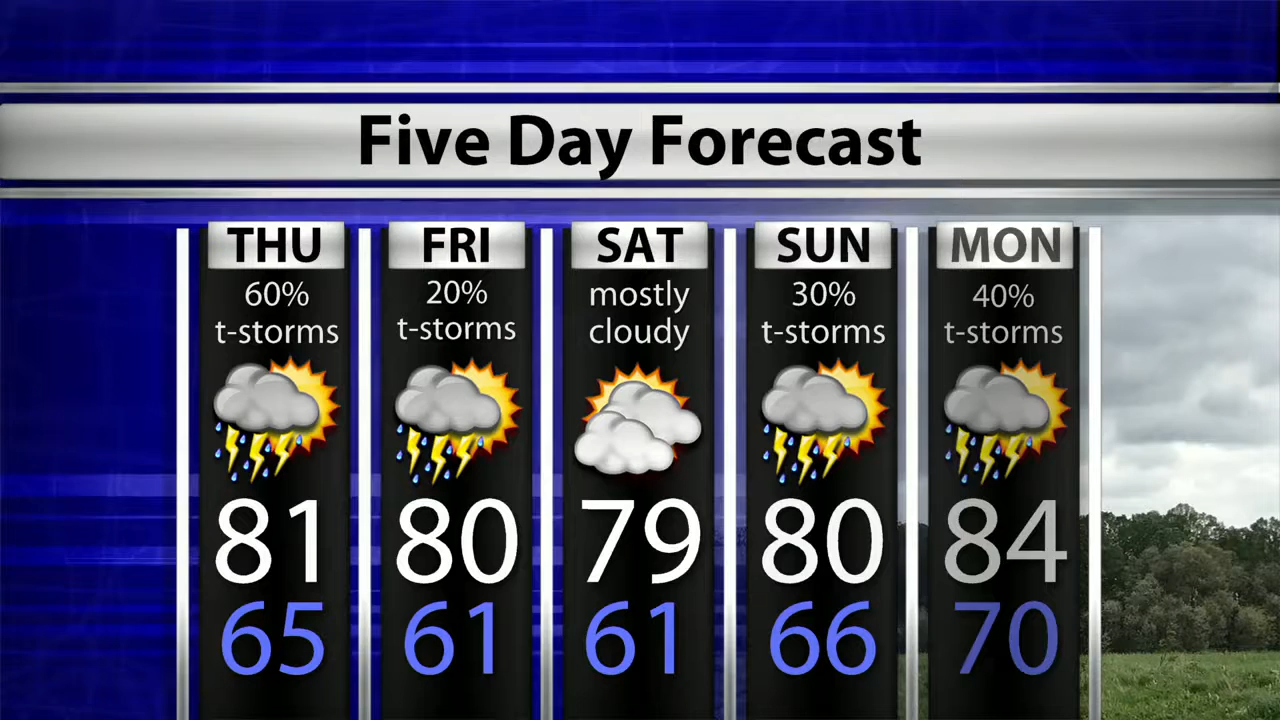 Five Day Forecast
THU
60%
t-storms
81
65
FRI
20%
t-storms
80
61
SAT
mostly
cloudy
79
61
SUN
30%
t-storms
80
66
MON
40%
t-storms
84
70